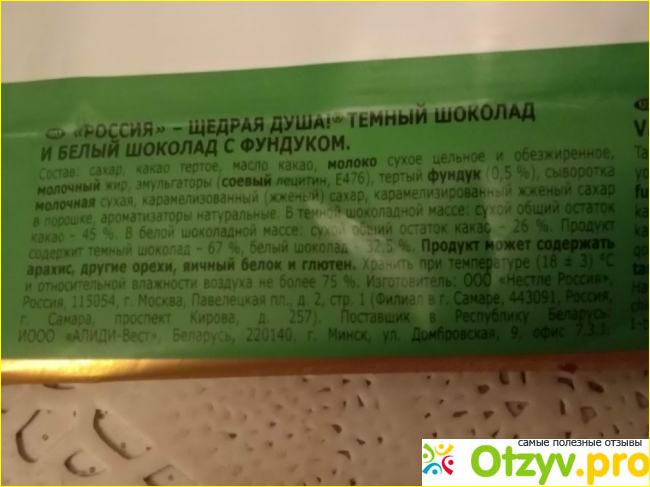 «РОССИЯ» – ЩЕДРАЯ ДУША!® ТЕМНЫЙ ШОКОЛАД
И БЕЛЫЙ ШОКОЛАД С ФУНДУКОМ.
Состав: сахар, какао тертое, масло какао, молоко сухое цельное и обезжиренное,
молочный жир, эмульгаторы (соевый лецитин, Е476), тертый фундук (0,5 %), сыворотка
молочная сухая, карамелизованный (жженый) сахар, карамелизированный жженый сахар
в порошке, ароматизаторы натуральные. В темной шоколадной массе: сухой общий остаток
какао – 45 %. В белой шоколадной массе: сухой общий остаток какао – 26 %. Продукт
содержит темный шоколад – 67 %, белый шоколад – 32,5 %. Продукт может содержать
арахис, другие орехи, яичный белок и глютен. Хранить при температуре (18 ± 3) °С
и относительной влажности воздуха не более 75 %. Изготовитель: ООО «Нестле Россия»,
Россия, 115054, г. Москва, Павелецкая пл., д. 2, стр. 1 (Филиал в г. Самаре, 443091, Россия,
г. Самара, проспект Кирова, д. 257). Поставщик в Республику Беларусь:
ИООО «АЛИДИ-Вест», Беларусь, 220140, г. Минск, ул. Домбровская, 9, офис 7.3.1.
самые полезные отзывы
Otzyv.pro